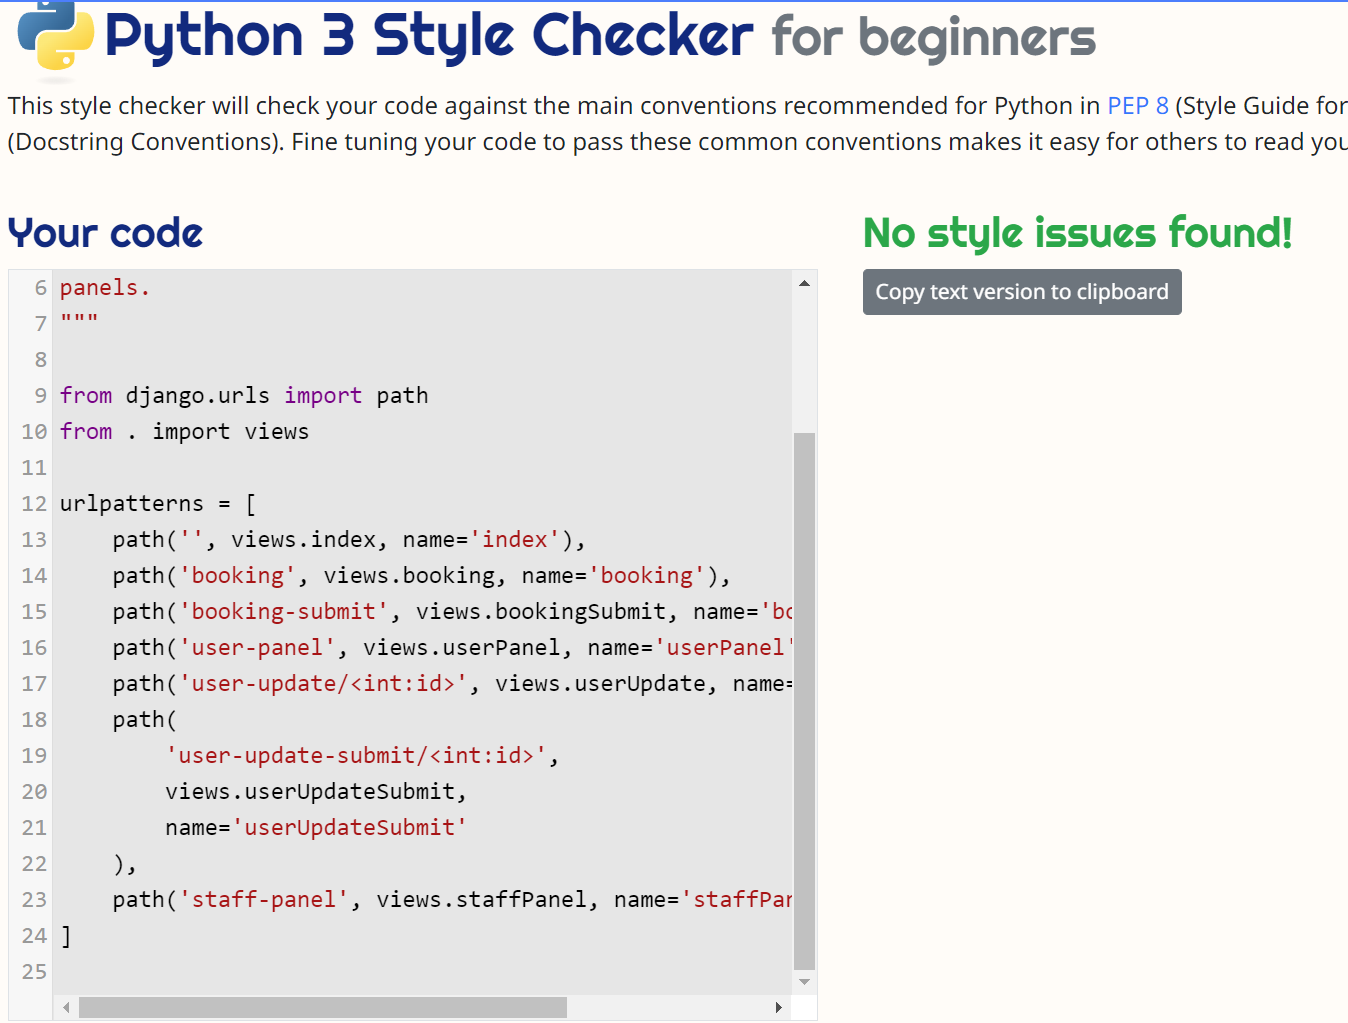 Python 3 Style Checker for beginners
This style checker will check your code against the main conventions recommended for Python in PEP 8 (Style Guide for
(Docstring Conventions). Fine tuning your code to pass these common conventions makes it easy for others to read you
Your code
No style issues found!
Copy text version to clipboard
6 panels.
7 """
8
9 from django.urls import path
10 from . import views
11
12 urlpatterns = [
13     path('', views.index, name='index'),
14     path('booking', views.booking, name='booking'),
15     path('booking-submit', views.bookingSubmit, name='bo
16     path('user-panel', views.userPanel, name='userPanel'
17     path('user-update/<int:id>', views.userUpdate, name=
18     path(
19         'user-update-submit/<int:id>',
20         views.userUpdateSubmit,
21         name='userUpdateSubmit'
22     ),
23     path('staff-panel', views.staffPanel, name='staffPan
24 ]
25